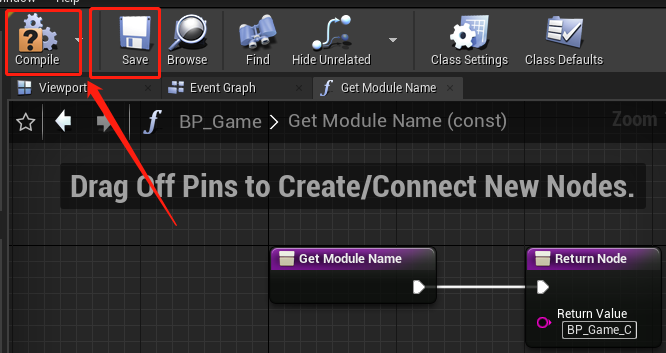 Help
Compile
Save
Browse
Find
Hide Unrelated
Class Settings
Class Defaults
Viewport
Event Graph
Get Module Name
BP_Game > Get Module Name (const)
Zoom
Drag Off Pins to Create/Connect New Nodes.
Get Module Name
Return Node
Return Value
BP_Game_C